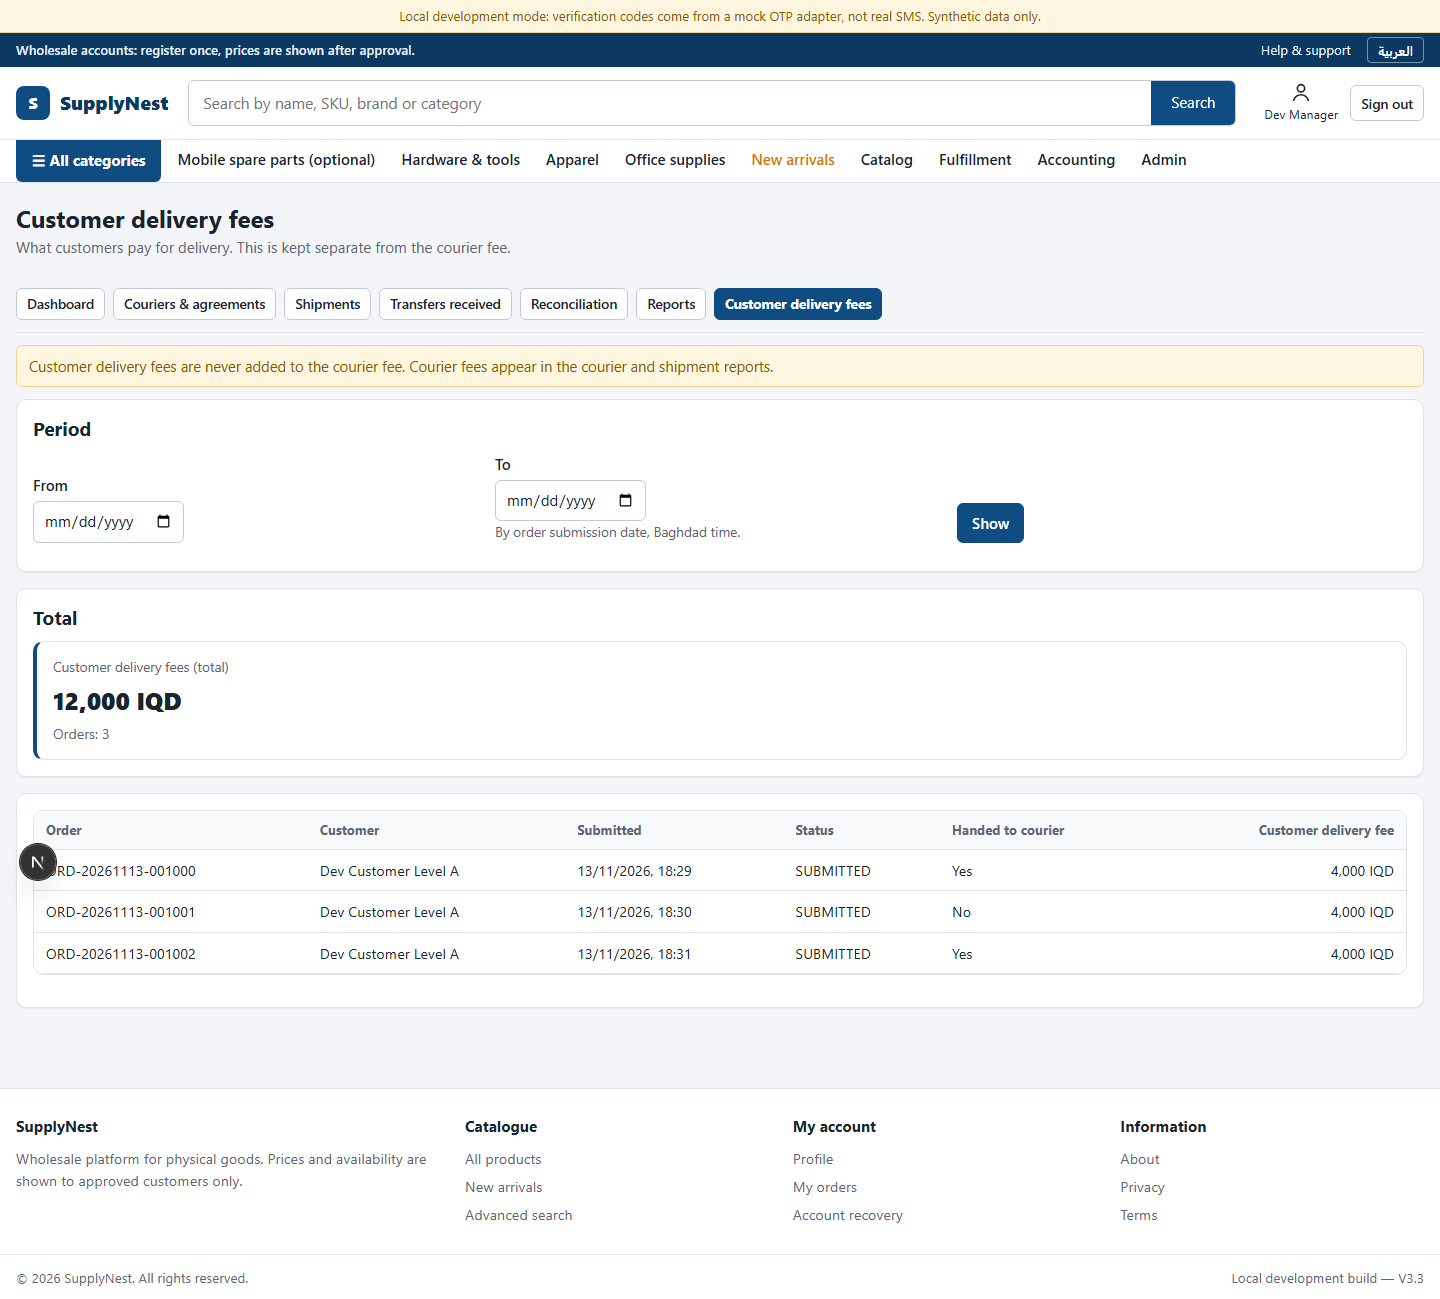 Local development mode: verification codes come from a mock OTP adapter, not real SMS. Synthetic data only.
Wholesale accounts: register once, prices are shown after approval.
Help & support
العربية
S
SupplyNest
Search by name, SKU, brand or category
Search
Dev Manager
Sign out
☰ All categories
Mobile spare parts (optional)
Hardware & tools
Apparel
Office supplies
New arrivals
Catalog
Fulfillment
Accounting
Admin
Customer delivery fees
What customers pay for delivery. This is kept separate from the courier fee.
Dashboard
Couriers & agreements
Shipments
Transfers received
Reconciliation
Reports
Customer delivery fees
Customer delivery fees are never added to the courier fee. Courier fees appear in the courier and shipment reports.
Period
From
mm/dd/yyyy
To
mm/dd/yyyy
By order submission date, Baghdad time.
Show
Total
Customer delivery fees (total)
12,000 IQD
Orders: 3
Order Customer Submitted Status Handed to courier Customer delivery fee
N
RD-20261113-001000 Dev Customer Level A 13/11/2026, 18:29 SUBMITTED Yes 4,000 IQD
ORD-20261113-001001 Dev Customer Level A 13/11/2026, 18:30 SUBMITTED No 4,000 IQD
ORD-20261113-001002 Dev Customer Level A 13/11/2026, 18:31 SUBMITTED Yes 4,000 IQD
SupplyNest
Wholesale platform for physical goods. Prices and availability are
shown to approved customers only.
Catalogue
All products
New arrivals
Advanced search
My account
Profile
My orders
Account recovery
Information
About
Privacy
Terms
© 2026 SupplyNest. All rights reserved.
Local development build — V3.3